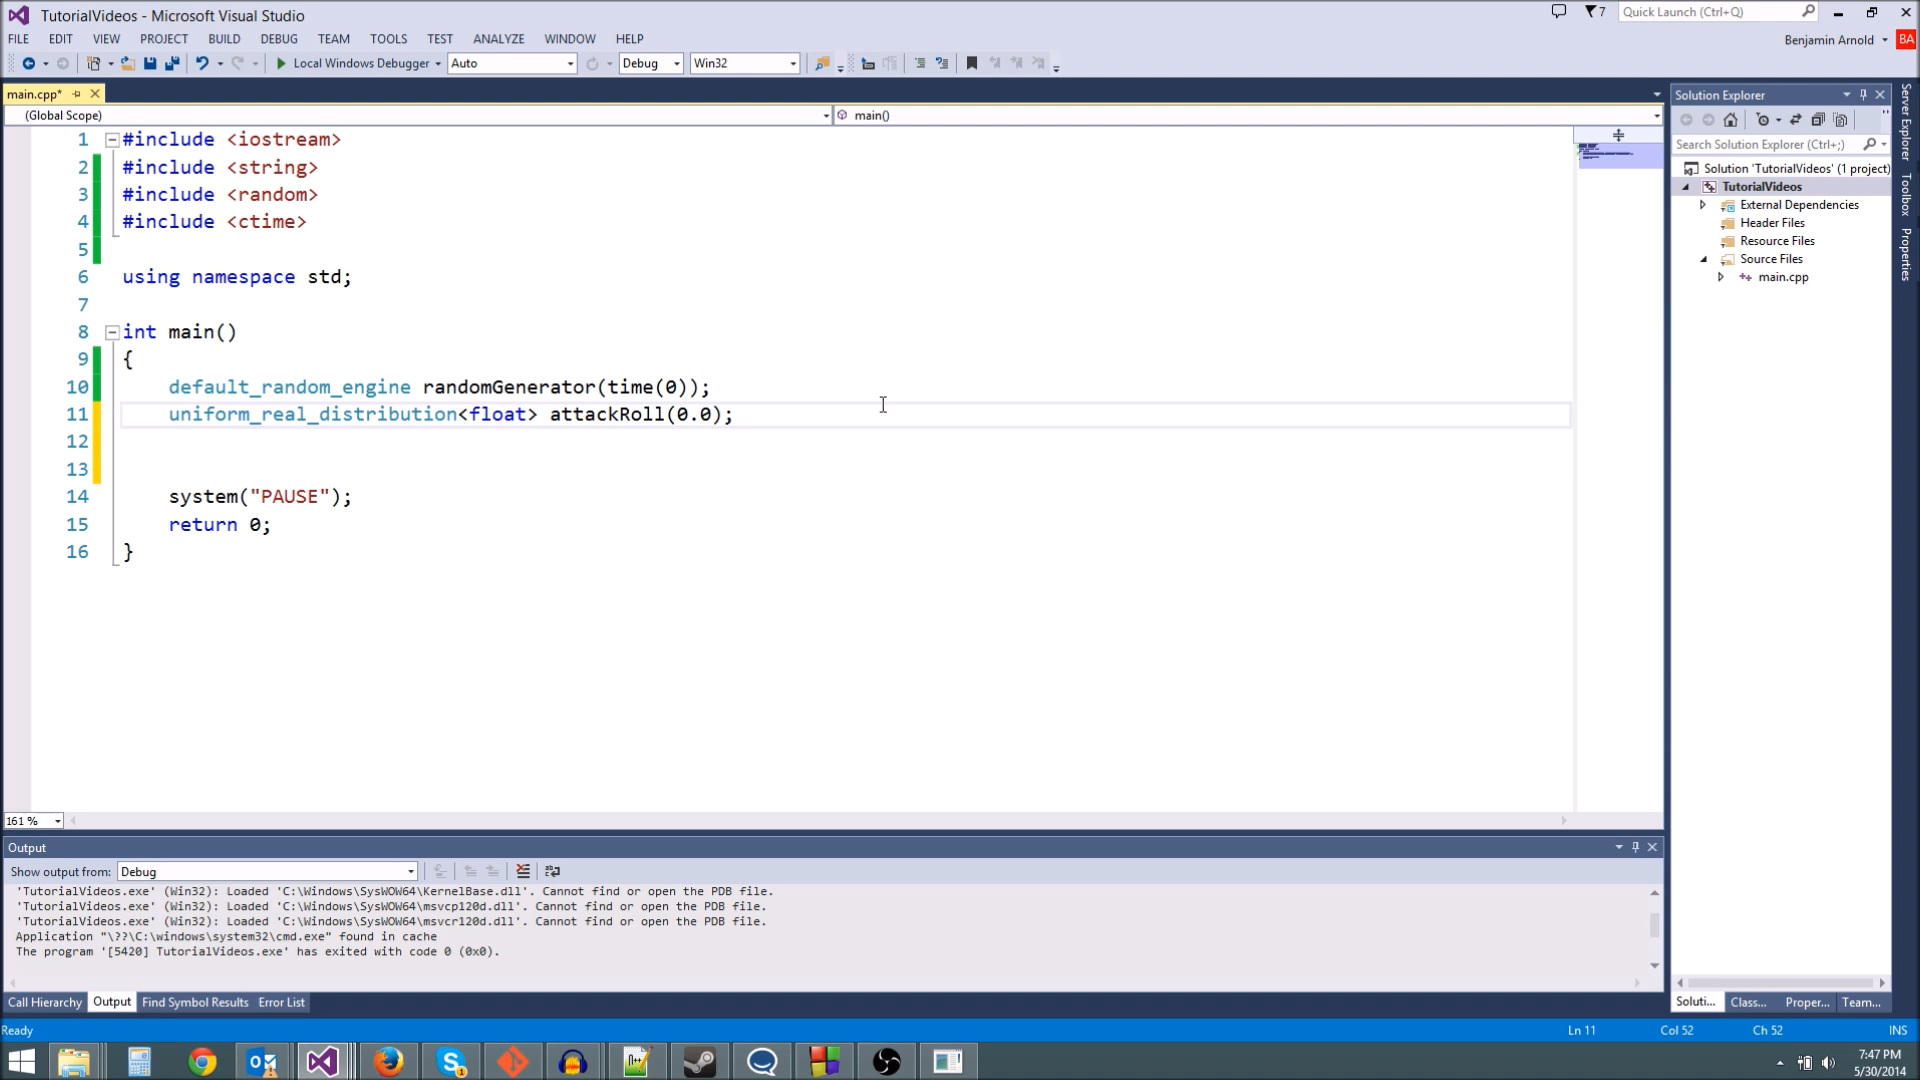 TutorialVideos - Microsoft Visual Studio
7
Quick Launch (Ctrl+Q)
FILE EDIT VIEW PROJECT BUILD DEBUG TEAM TOOLS TEST ANALYZE WINDOW HELP
Benjamin Arnold BA
Local Windows Debugger Auto Debug Win32
main.cpp*
(Global Scope) main()
1 #include <iostream>
2 #include <string>
3 #include <random>
4 #include <ctime>
5
6 using namespace std;
7
8 int main()
9 {
10 default_random_engine randomGenerator(time(0));
11 uniform_real_distribution<float> attackRoll(0.0);
12
13
14 system("PAUSE");
15 return 0;
16 }
161 %
Solution Explorer
Search Solution Explorer (Ctrl+;)
Solution 'TutorialVideos' (1 project)
TutorialVideos
External Dependencies
Header Files
Resource Files
Source Files
main.cpp
Server Explorer
Toolbox
Properties
Output
Show output from: Debug
'TutorialVideos.exe' (Win32): Loaded 'C:\Windows\SysWOW64\KernelBase.dll'. Cannot find or open the PDB file.
'TutorialVideos.exe' (Win32): Loaded 'C:\Windows\SysWOW64\msvcp120d.dll'. Cannot find or open the PDB file.
'TutorialVideos.exe' (Win32): Loaded 'C:\Windows\SysWOW64\msvcr120d.dll'. Cannot find or open the PDB file.
Application "\??\C:\windows\system32\cmd.exe" found in cache
The program '[5420] TutorialVideos.exe' has exited with code 0 (0x0).
Call Hierarchy Output Find Symbol Results Error List
Soluti... Class... Proper... Team...
Ready Ln 11 Col 52 Ch 52 INS
7:47 PM
5/30/2014